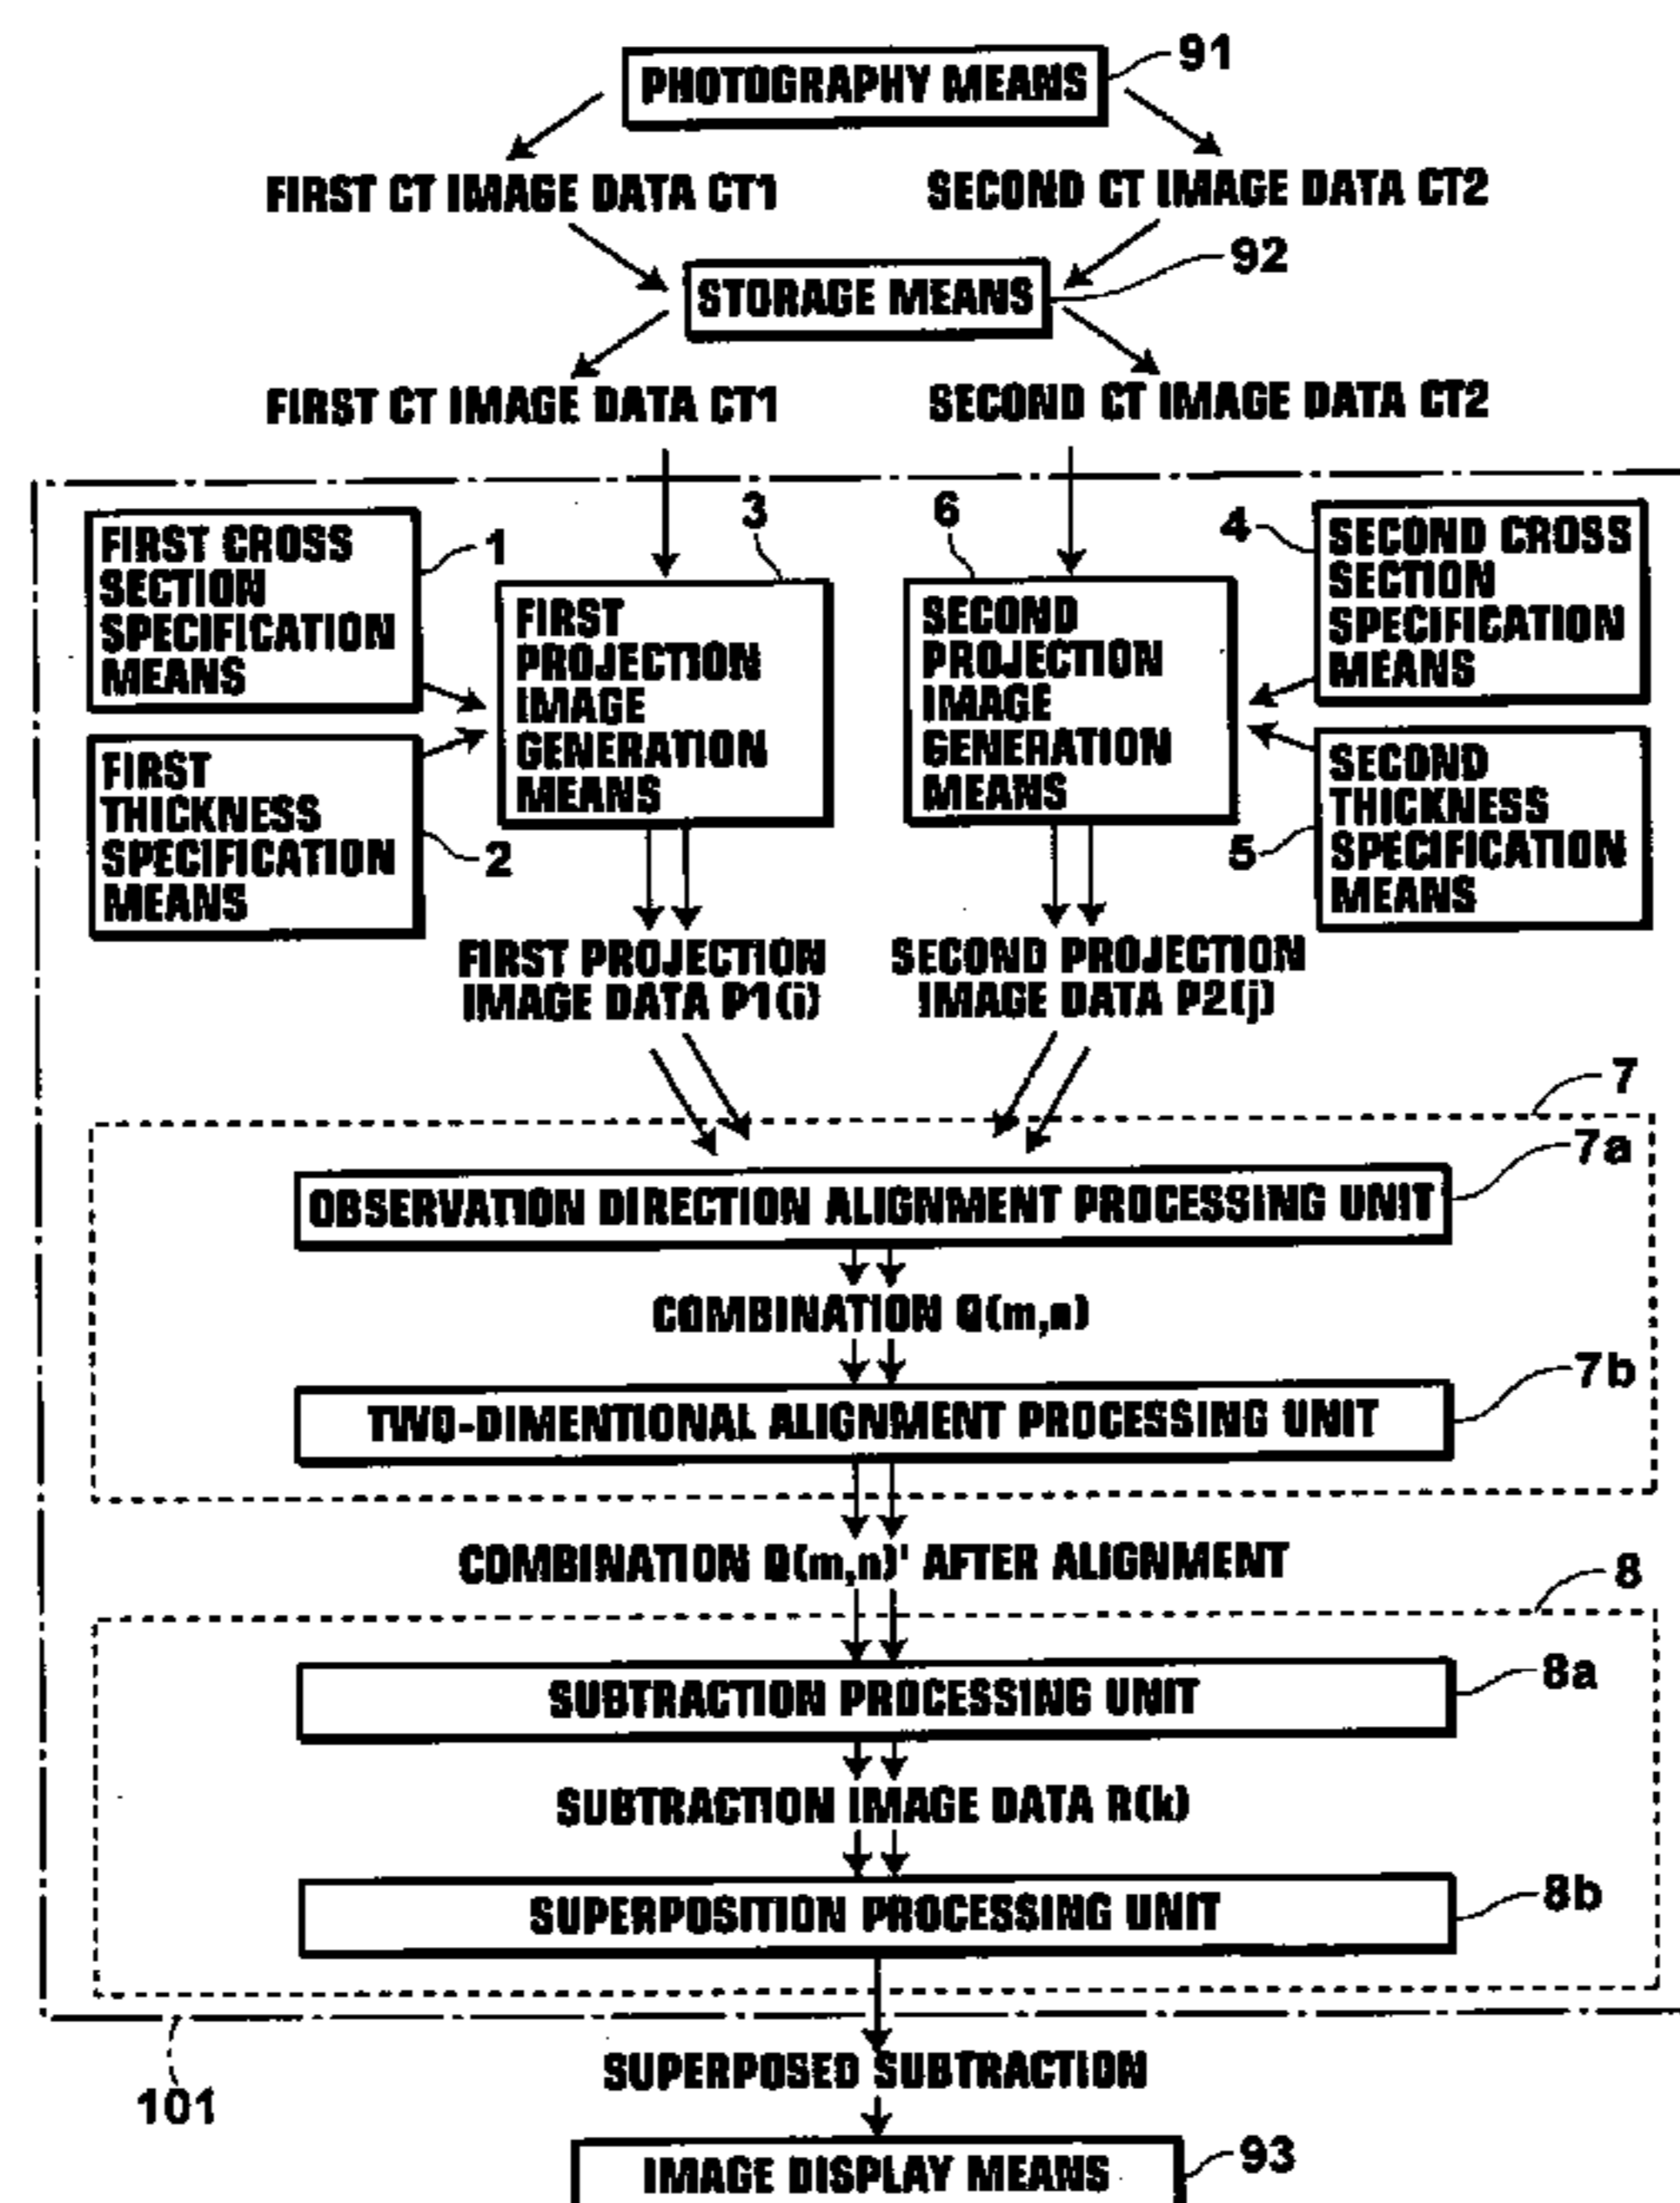 PHOTOGRAPHY MEANS
91
FIRST CT IMAGE DATA CT1
SECOND CT IMAGE DATA CT2
STORAGE MEANS
92
FIRST CT IMAGE DATA CT1
SECOND CT IMAGE DATA CT2
FIRST CROSS
SECTION
SPECIFICATION
MEANS
1
FIRST
THICKNESS
SPECIFICATION
MEANS
2
3
FIRST
PROJECTION
IMAGE
GENERATION
MEANS
6
SECOND
PROJECTION
IMAGE
GENERATION
MEANS
4
SECOND CROSS
SECTION
SPECIFICATION
MEANS
5
SECOND
THICKNESS
SPECIFICATION
MEANS
FIRST PROJECTION
IMAGE DATA P1(i)
SECOND PROJECTION
IMAGE DATA P2(j)
7
7a
OBSERVATION DIRECTION ALIGNMENT PROCESSING UNIT
COMBINATION Q(m,n)
7b
TWO-DIMENTIONAL ALIGNMENT PROCESSING UNIT
COMBINATION Q(m,n)' AFTER ALIGNMENT
8
8a
SUBTRACTION PROCESSING UNIT
SUBTRACTION IMAGE DATA R(k)
8b
SUPERPOSITION PROCESSING UNIT
101
SUPERPOSED SUBTRACTION
IMAGE DISPLAY MEANS
93